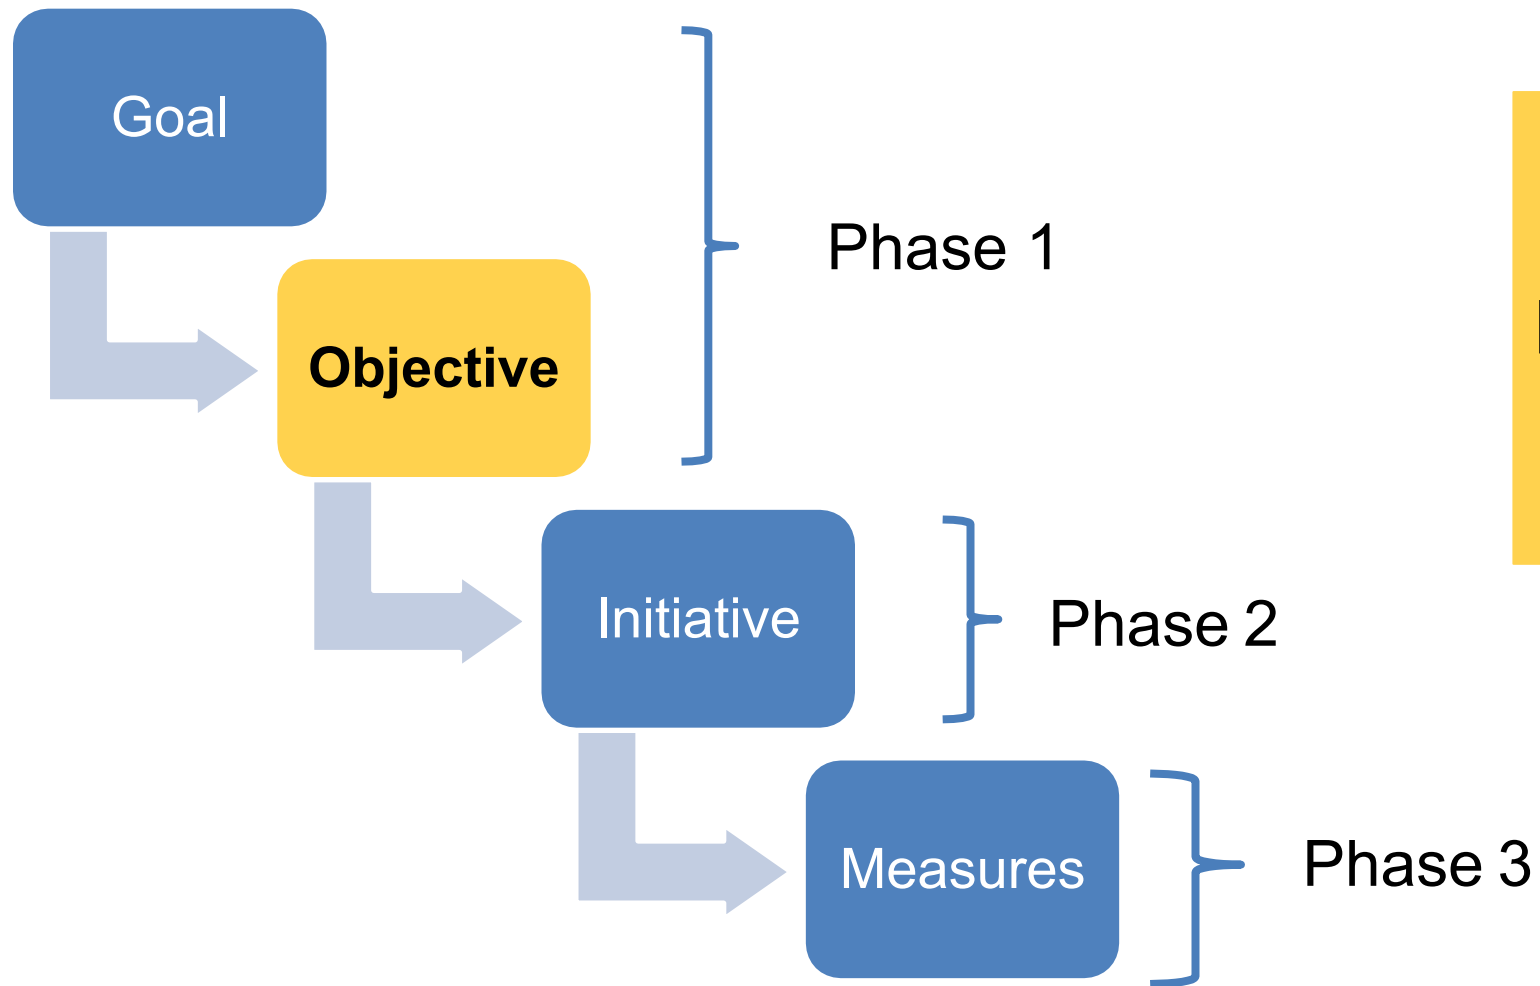 Goal
Phase 1
Objective
Initiative
Phase 2
Measures
Phase 3